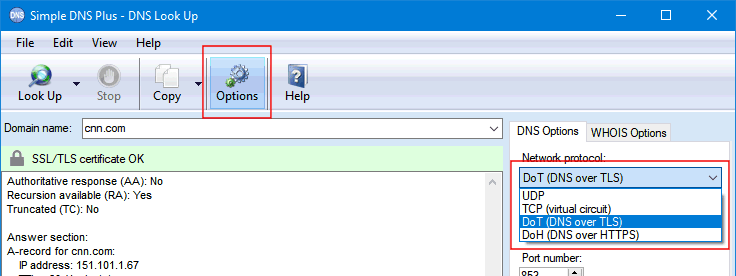 Simple DNS Plus - DNS Look Up
File Edit View Help
Look Up Stop Copy Options Help
Domain name: cnn.com
SSL/TLS certificate OK
Authoritative response (AA): No
Recursion available (RA): Yes
Truncated (TC): No
Answer section:
A-record for cnn.com:
IP address: 151.101.1.67
DNS Options WHOIS Options
Network protocol:
DoT (DNS over TLS)
UDP
TCP (virtual circuit)
DoT (DNS over TLS)
DoH (DNS over HTTPS)
Port number:
853